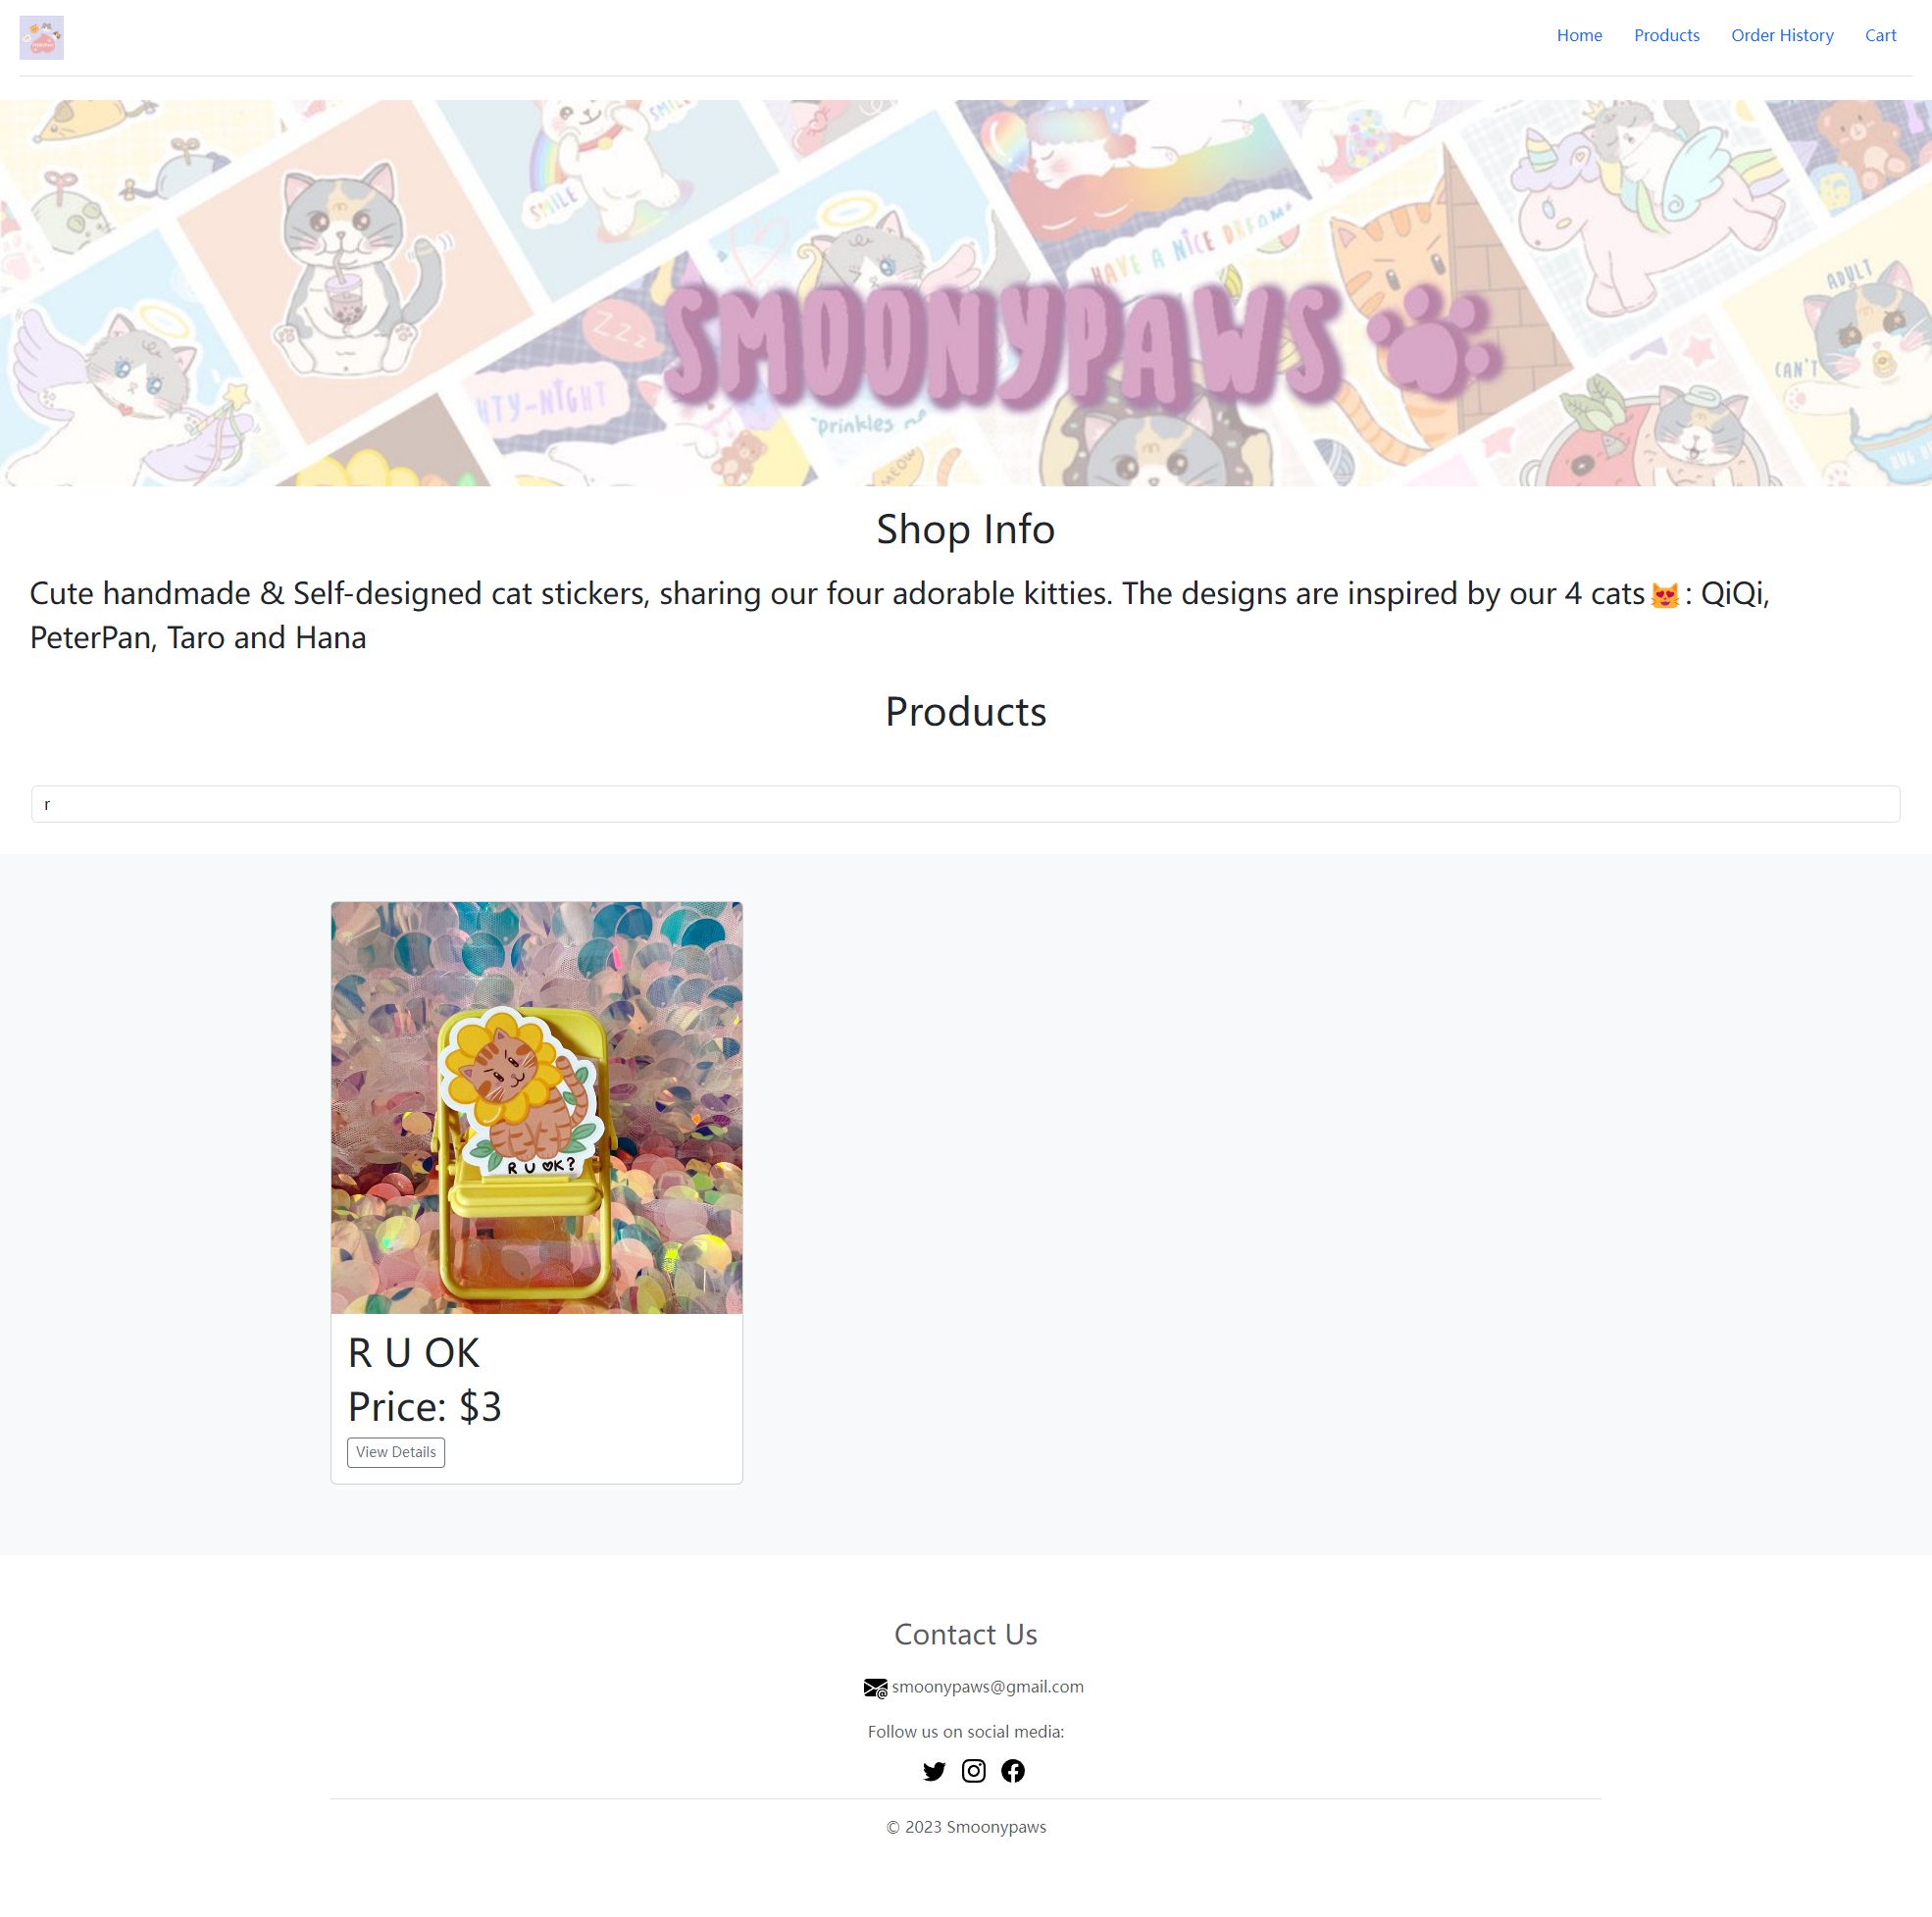 Home Products Order History Cart
SMILE
SMILE
HAVE A NICE DREAM
ADULT
CAN'T
Zzz
SMOONYPAWS
HTY-NIGHT
prinkles
MEOW
Shop Info
Cute handmade & Self-designed cat stickers, sharing our four adorable kitties. The designs are inspired by our 4 cats😻: QiQi,
PeterPan, Taro and Hana
Products
r
R U OK?
R U OK
Price: $3
View Details
Contact Us
smoonypaws@gmail.com
Follow us on social media:
© 2023 Smoonypaws